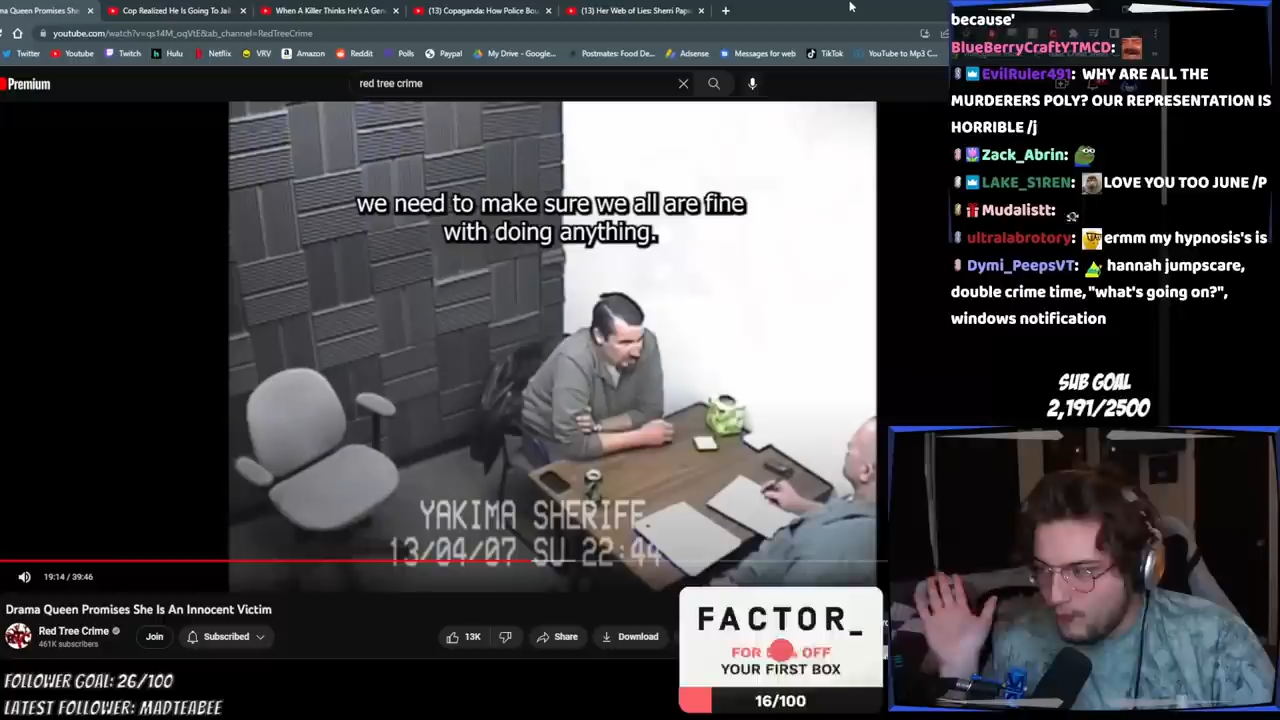 ma Queen Promises She
Cop Realized He Is Going To Jail
When A Killer Thinks He's A Gen
(13) Copaganda: How Police Bou
(13) Her Web of Lies: Sherri Pap
youtube.com/watch?v=qs14M_oqVtE&ab_channel=RedTreeCrime
Twitter
YouTube
Twitch
Hulu
Netflix
VRV
Amazon
Reddit
Polls
Paypal
My Drive - Google...
Postmates: Food De...
Adsense
Messages for web
TikTok
YouTube to Mp3 C...
Premium
red tree crime
we need to make sure we all are fine
with doing anything.
YAKIMA SHERIFF
13/04/07 SU 22:44
19:14 / 39:46
Drama Queen Promises She Is An Innocent Victim
Red Tree Crime
461K subscribers
Join
Subscribed
13K
Share
Download
FOLLOWER GOAL: 26/100
LATEST FOLLOWER: MADTEABEE
FACTOR_
OFF
YOUR FIRST BOX
16/100
because'
BlueBerryCraftYTMCD:
EvilRuler491: WHY ARE ALL THE
MURDERERS POLY? OUR REPRESENTATION IS
HORRIBLE /j
Zack_Abrin:
LAKE_S1REN: LOVE YOU TOO JUNE /P
Mudalistt:
ultralabrotory: ermm my hypnosis's is
Dymi_PeepsVT: hannah jumpscare,
double crime time, "what's going on?",
windows notification
SUB GOAL
2,191/2500